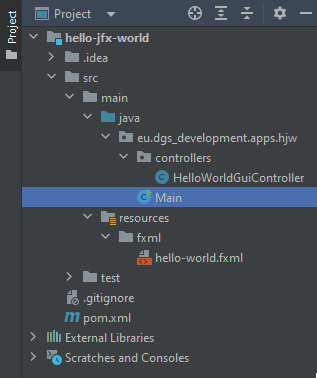 Project
Project
hello-jfx-world
.idea
src
main
java
eu.dgs_development.apps.hjw
controllers
HelloWorldGuiController
Main
resources
fxml
hello-world.fxml
test
.gitignore
pom.xml
External Libraries
Scratches and Consoles